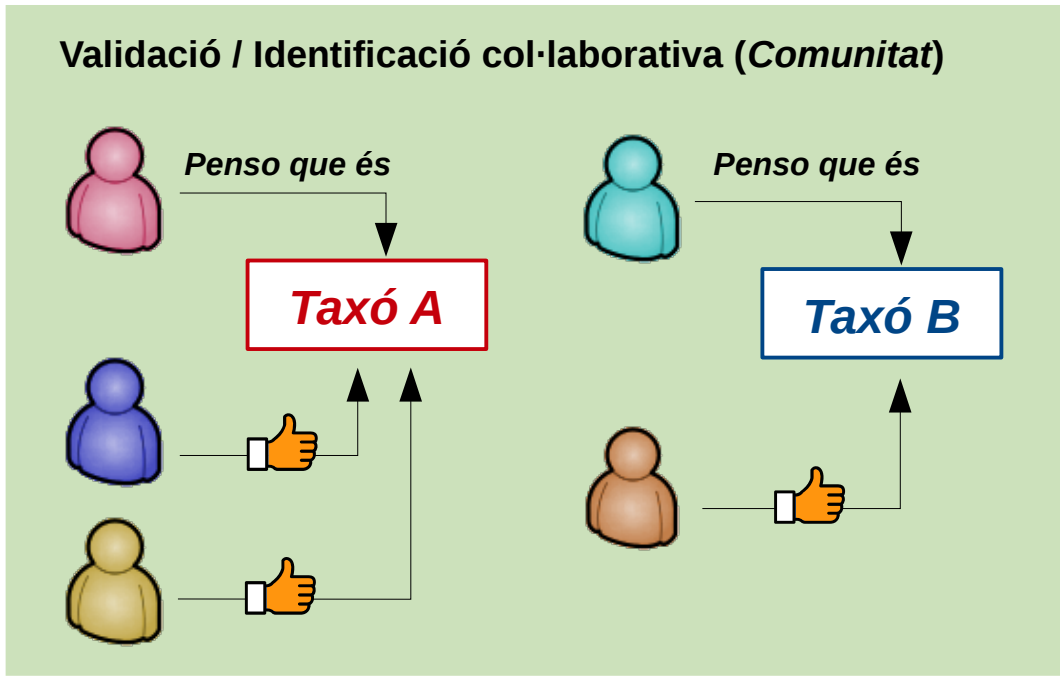 Validació / Identificació col·laborativa (Comunitat)
Penso que és
Penso que és
Taxó A
Taxó B